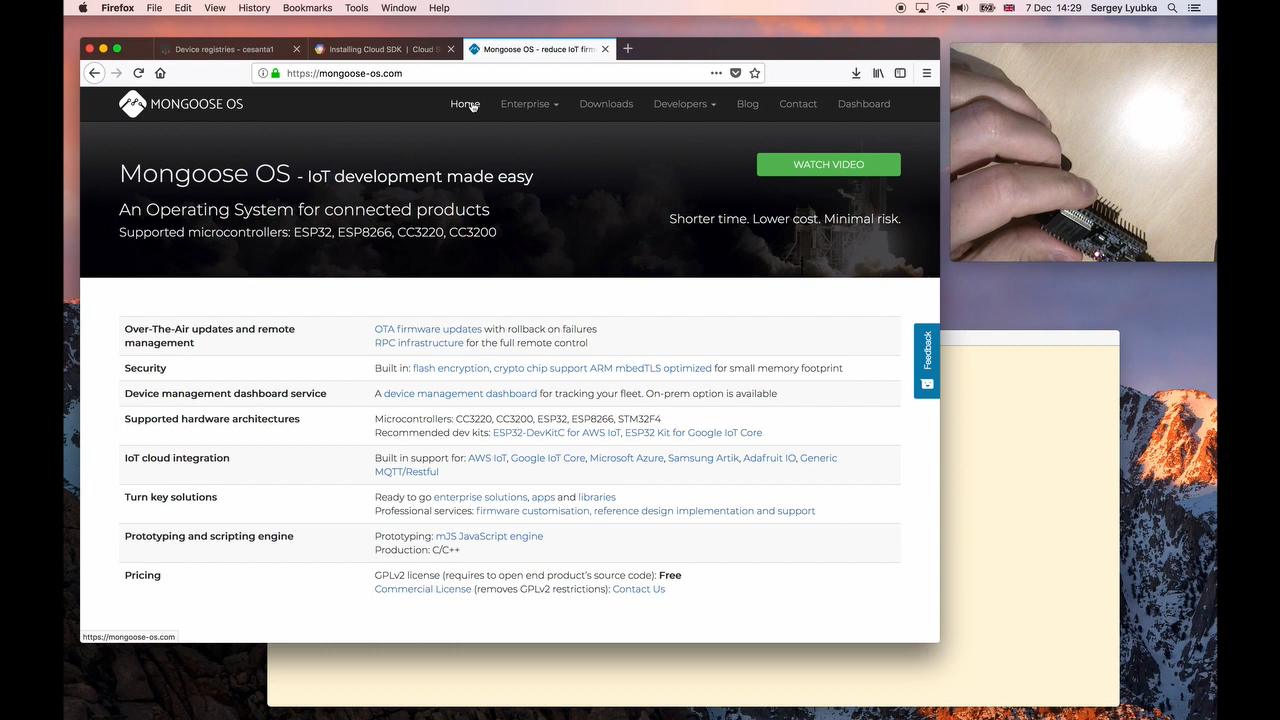 Firefox File Edit View History Bookmarks Tools Window Help 7 Dec 14:29 Sergey Lyubka
Device registries - cesanta1 Installing Cloud SDK | Cloud S Mongoose OS - reduce IoT firm
https://mongoose-os.com
MONGOOSE OS Home Enterprise Downloads Developers Blog Contact Dashboard
WATCH VIDEO
Mongoose OS - IoT development made easy
An Operating System for connected products
Shorter time. Lower cost. Minimal risk.
Supported microcontrollers: ESP32, ESP8266, CC3220, CC3200
Over-The-Air updates and remote management
OTA firmware updates with rollback on failures
RPC infrastructure for the full remote control
Security
Built in: flash encryption, crypto chip support ARM mbedTLS optimized for small memory footprint
Device management dashboard service
A device management dashboard for tracking your fleet. On-prem option is available
Supported hardware architectures
Microcontrollers: CC3220, CC3200, ESP32, ESP8266, STM32F4
Recommended dev kits: ESP32-DevKitC for AWS IoT, ESP32 Kit for Google IoT Core
IoT cloud integration
Built in support for: AWS IoT, Google IoT Core, Microsoft Azure, Samsung Artik, Adafruit IO, Generic
MQTT/Restful
Turn key solutions
Ready to go enterprise solutions, apps and libraries
Professional services: firmware customisation, reference design implementation and support
Prototyping and scripting engine
Prototyping: mJS JavaScript engine
Production: C/C++
Pricing
GPLv2 license (requires to open end product's source code): Free
Commercial License (removes GPLv2 restrictions): Contact Us
Feedback
https://mongoose-os.com